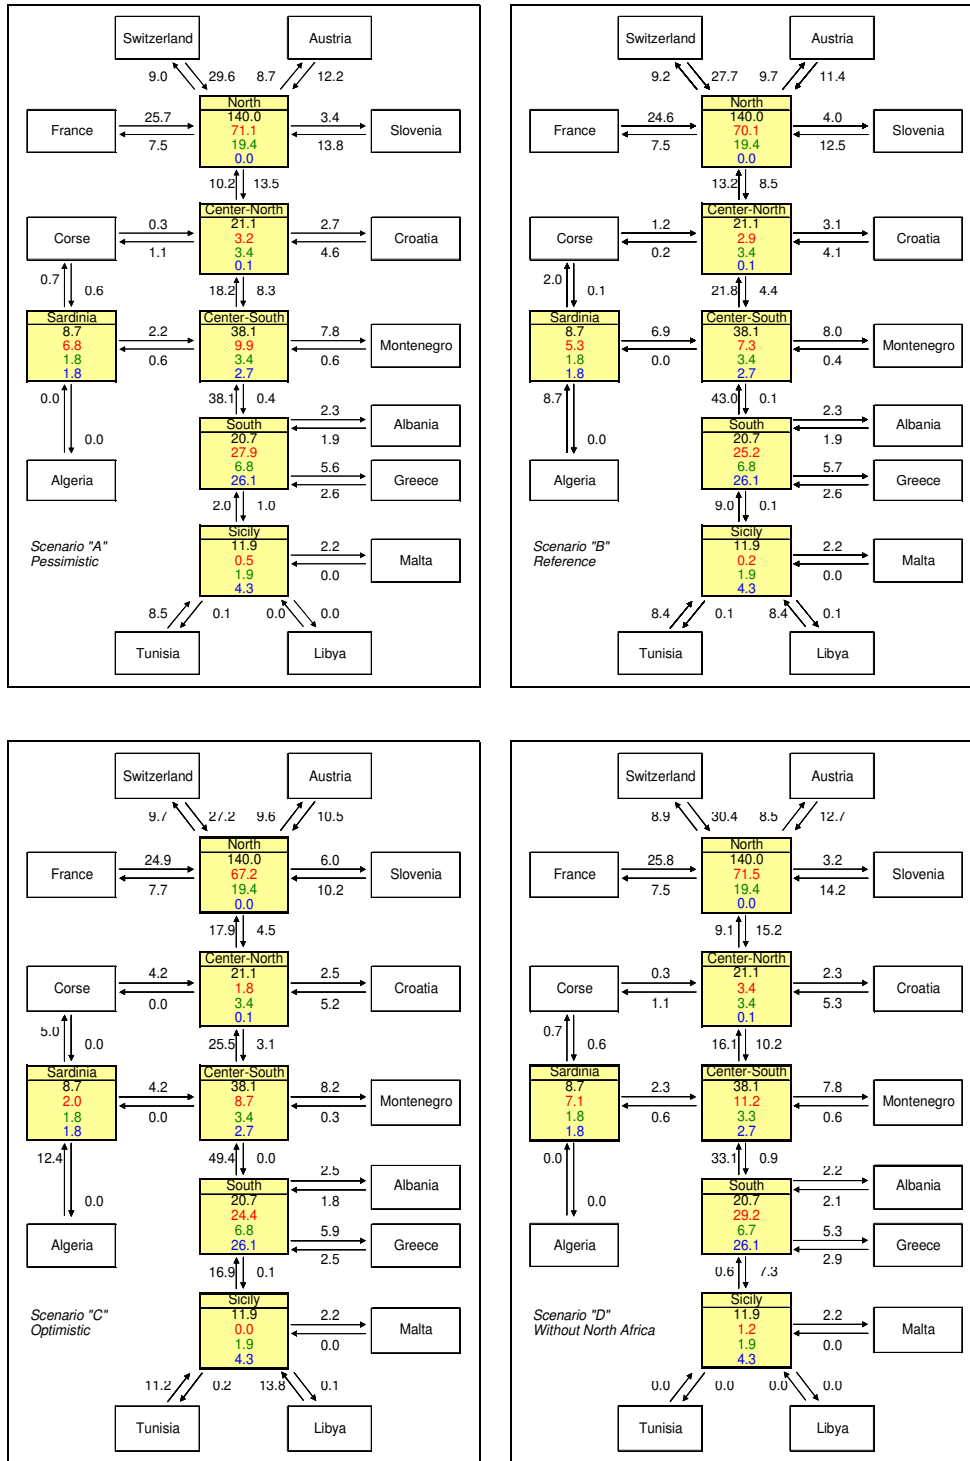 Switzerland Austria
9.0 29.6 8.7 12.2
North
25.7 140.0 3.4
France 71.1 Slovenia
7.5 19.4 13.8
0.0
10.2 13.5
Center-North
0.3 21.1 2.7
Corse 3.2 Croatia
1.1 3.4 4.6
0.1
0.7 0.6 18.2 8.3
Sardinia Center-South
8.7 2.2 38.1 7.8
6.8 9.9 Montenegro
1.8 0.6 3.4 0.6
1.8 2.7
0.0 38.1 0.4
2.3
South Albania
20.7 1.9
0.0 27.9
Algeria 6.8 5.6 Greece
26.1 2.6
2.0 1.0
Sicily
Scenario "A" 11.9 2.2
Pessimistic 0.5 Malta
1.9 0.0
4.3
8.5 0.1 0.0 0.0
Tunisia Libya
Switzerland Austria
9.2 27.7 9.7 11.4
North
24.6 140.0 4.0
France 70.1 Slovenia
7.5 19.4 12.5
0.0
13.2 8.5
Center-North
1.2 21.1 3.1
Corse 2.9 Croatia
0.2 3.4 4.1
0.1
2.0 0.1 21.8 4.4
Sardinia Center-South
8.7 6.9 38.1 8.0
5.3 7.3 Montenegro
1.8 0.0 3.4 0.4
1.8 2.7
8.7 43.0 0.1
2.3
South Albania
20.7 1.9
0.0 25.2
Algeria 6.8 5.7 Greece
26.1 2.6
9.0 0.1
Sicily
Scenario "B" 11.9 2.2
Reference 0.2 Malta
1.9 0.0
4.3
8.4 0.1 8.4 0.1
Tunisia Libya
Switzerland Austria
9.7 27.2 9.6 10.5
North
24.9 140.0 6.0
France 67.2 Slovenia
7.7 19.4 10.2
0.0
17.9 4.5
Center-North
4.2 21.1 2.5
Corse 1.8 Croatia
0.0 3.4 5.2
0.1
5.0 0.0 25.5 3.1
Sardinia Center-South
8.7 4.2 38.1 8.2
2.0 8.7 Montenegro
1.8 0.0 3.4 0.3
1.8 2.7
12.4 49.4 0.0
2.5
South Albania
20.7 1.8
0.0 24.4
Algeria 6.8 5.9 Greece
26.1 2.5
16.9 0.1
Sicily
Scenario "C" 11.9 2.2
Optimistic 0.0 Malta
1.9 0.0
4.3
11.2 0.2 13.8 0.1
Tunisia Libya
Switzerland Austria
8.9 30.4 8.5 12.7
North
25.8 140.0 3.2
France 71.5 Slovenia
7.5 19.4 14.2
0.0
9.1 15.2
Center-North
0.3 21.1 2.3
Corse 3.4 Croatia
1.1 3.4 5.3
0.1
0.7 0.6 16.1 10.2
Sardinia Center-South
8.7 2.3 38.1 7.8
7.1 11.2 Montenegro
1.8 0.6 3.3 0.6
1.8 2.7
0.0 33.1 0.9
2.2
South Albania
20.7 2.1
0.0 29.2
Algeria 6.7 5.3 Greece
26.1 2.9
0.6 7.3
Sicily
Scenario "D" 11.9 2.2
Without North Africa 1.2 Malta
1.9 0.0
4.3
0.0 0.0 0.0 0.0
Tunisia Libya